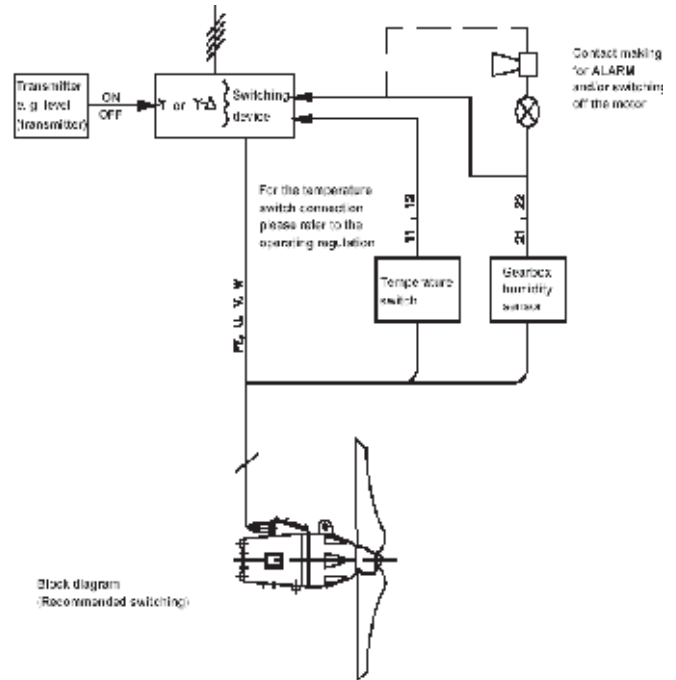 Transmitter
e. g. level
(transmitter)
ON
OFF
Y or Y-Δ
Switching
device
Contact making
for ALARM
and/or switching
off the motor
For the temperature
switch connection
please refer to the
operating regulation
11 12
21 22
PE, U, V, W
Temperature
switch
Gearbox
humidity
sensor
Block diagram
(Recommended switching)